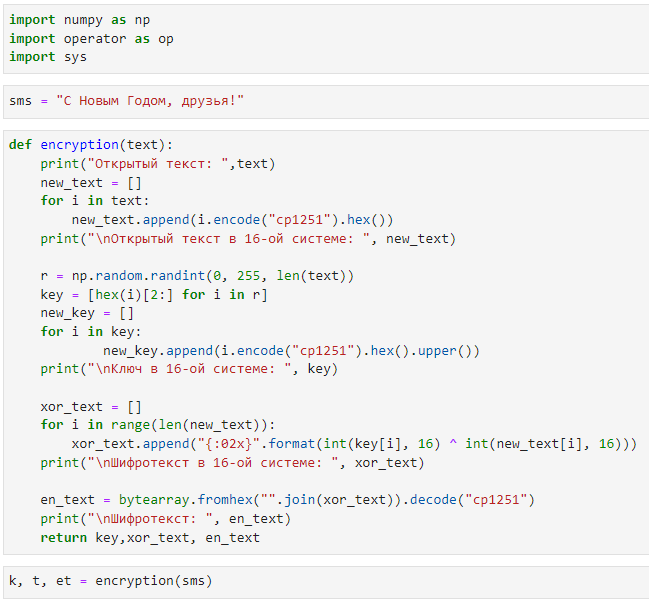 import numpy as np
import operator as op
import sys
sms = "С Новым Годом, друзья!"
def encryption(text):
    print("Открытый текст: ",text)
    new_text = []
    for i in text:
        new_text.append(i.encode("cp1251").hex())
    print("\nОткрытый текст в 16-ой системе: ", new_text)
    r = np.random.randint(0, 255, len(text))
    key = [hex(i)[2:] for i in r]
    new_key = []
    for i in key:
            new_key.append(i.encode("cp1251").hex().upper())
    print("\nКлюч в 16-ой системе: ", key)
    xor_text = []
    for i in range(len(new_text)):
        xor_text.append("{:02x}".format(int(key[i], 16) ^ int(new_text[i], 16)))
    print("\nШифротекст в 16-ой системе: ", xor_text)
    en_text = bytearray.fromhex("".join(xor_text)).decode("cp1251")
    print("\nШифротекст: ", en_text)
    return key,xor_text, en_text
k, t, et = encryption(sms)